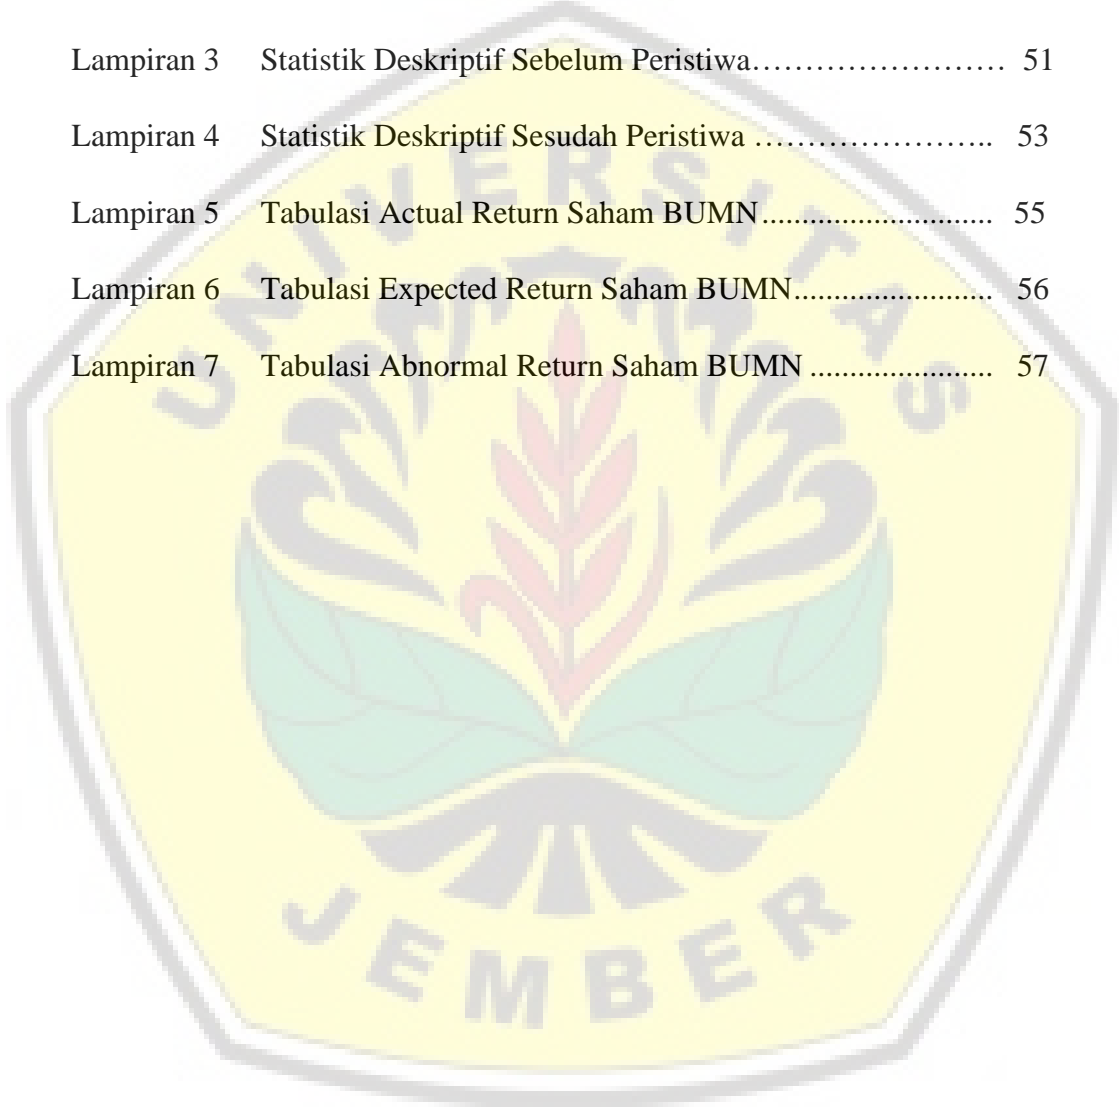 Lampiran 3 Statistik Deskriptif Sebelum Peristiwa…………………… 51
Lampiran 4 Statistik Deskriptif Sesudah Peristiwa ………………….. 53
Lampiran 5 Tabulasi Actual Return Saham BUMN............................ 55
Lampiran 6 Tabulasi Expected Return Saham BUMN........................ 56
Lampiran 7 Tabulasi Abnormal Return Saham BUMN ...................... 57
UNIVERSITAS
JEMBER